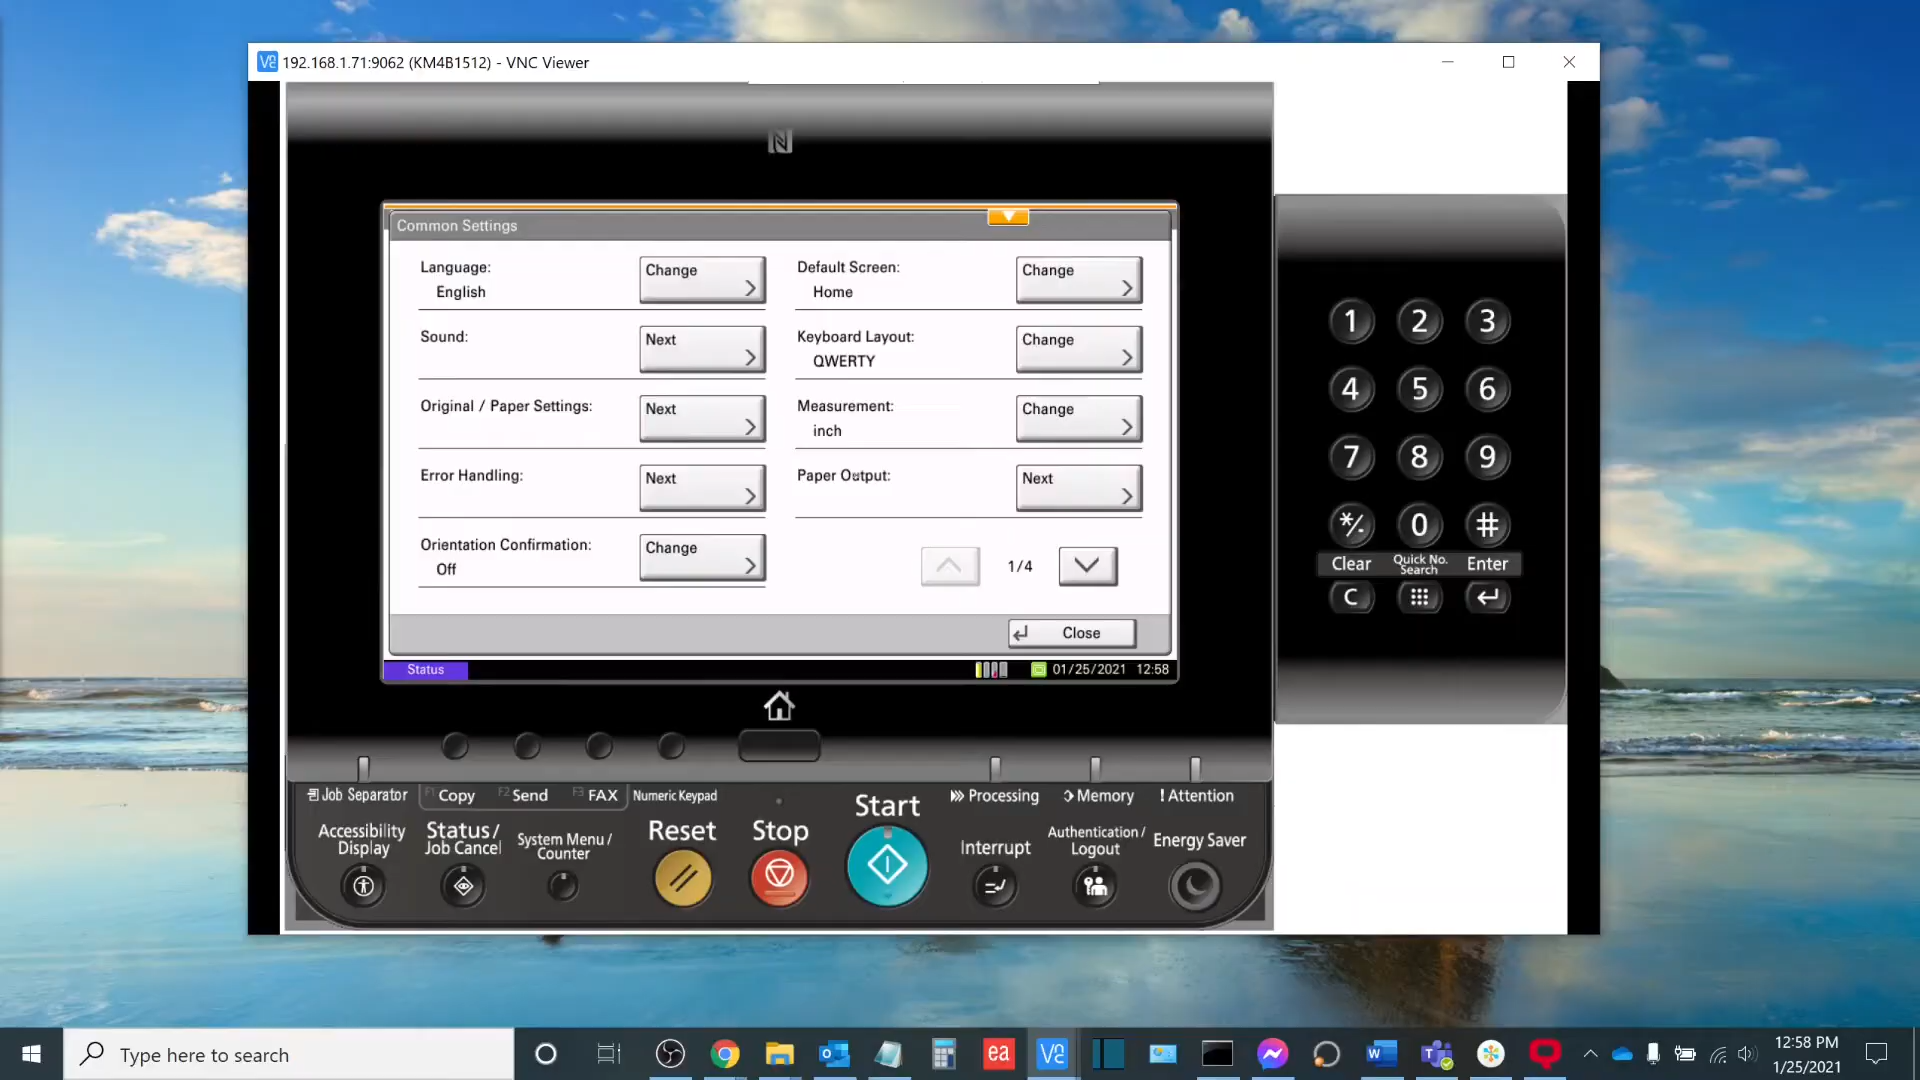 192.168.1.71:9062 (KM4B1512) - VNC Viewer
Common Settings
Language:
English
Change
Default Screen:
Home
Change
Sound:
Next
Keyboard Layout:
QWERTY
Change
Original / Paper Settings:
Next
Measurement:
inch
Change
Error Handling:
Next
Paper Output:
Next
Orientation Confirmation:
Off
Change
1/4
Close
Status
01/25/2021 12:58
1 2 3
4 5 6
7 8 9
*/. 0 #
Clear
Quick No.
Search
Enter
C
Job Separator
F1 Copy
F2 Send
F3 FAX
Numeric Keypad
Processing
Memory
! Attention
Accessibility
Display
Status/
Job Cancel
System Menu/
Counter
Reset
Stop
Start
Interrupt
Authentication/
Logout
Energy Saver
Type here to search
ea
12:58 PM
1/25/2021